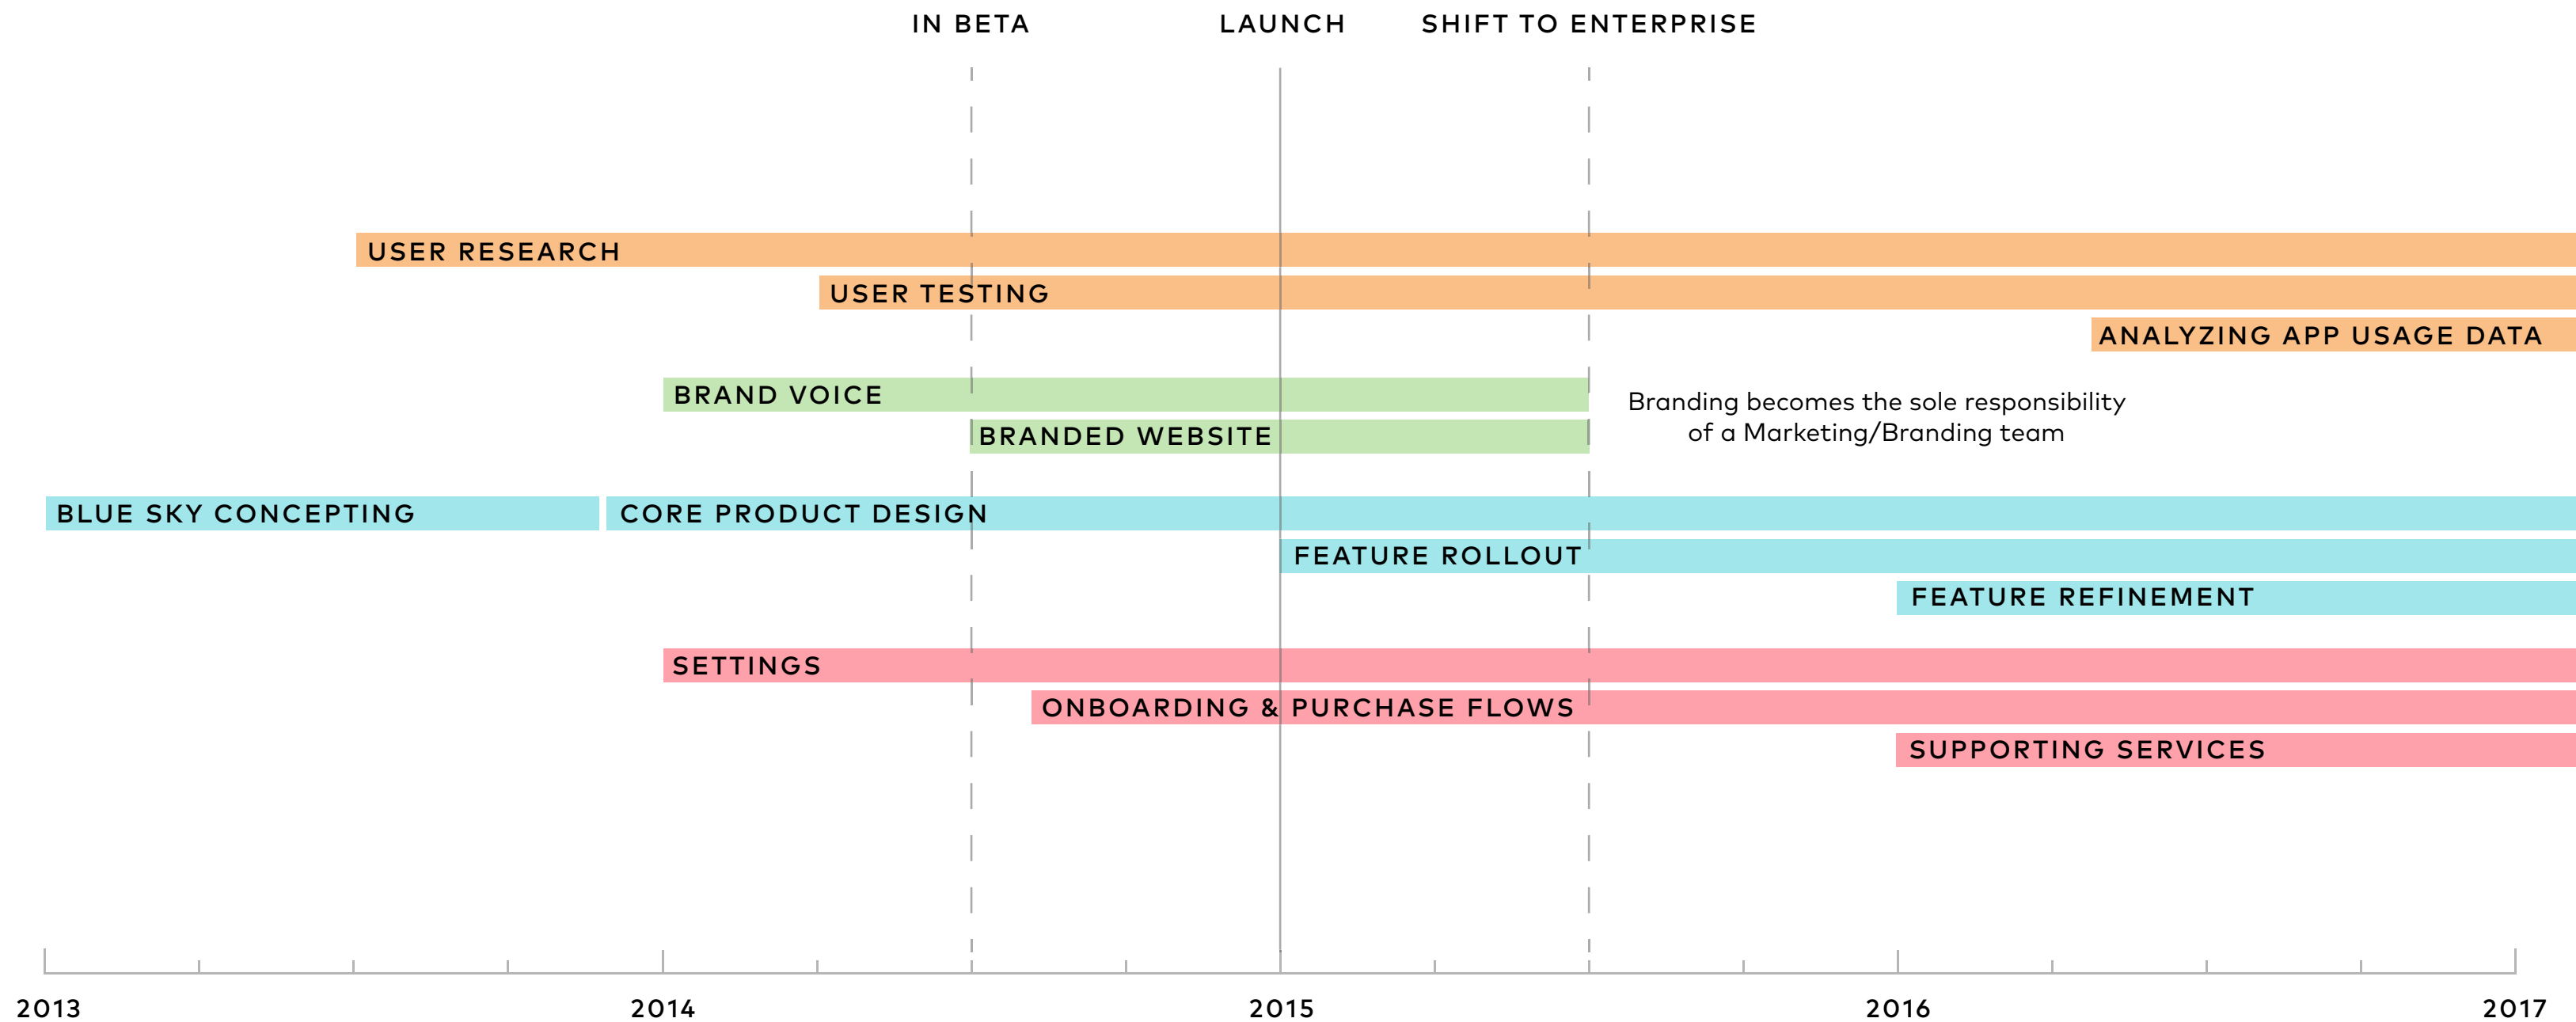 IN BETA
LAUNCH
SHIFT TO ENTERPRISE
USER RESEARCH
USER TESTING
ANALYZING APP USAGE DATA
BRAND VOICE
BRANDED WEBSITE
Branding becomes the sole responsibility
of a Marketing/Branding team
BLUE SKY CONCEPTING
CORE PRODUCT DESIGN
FEATURE ROLLOUT
FEATURE REFINEMENT
SETTINGS
ONBOARDING & PURCHASE FLOWS
SUPPORTING SERVICES
2013
2014
2015
2016
2017